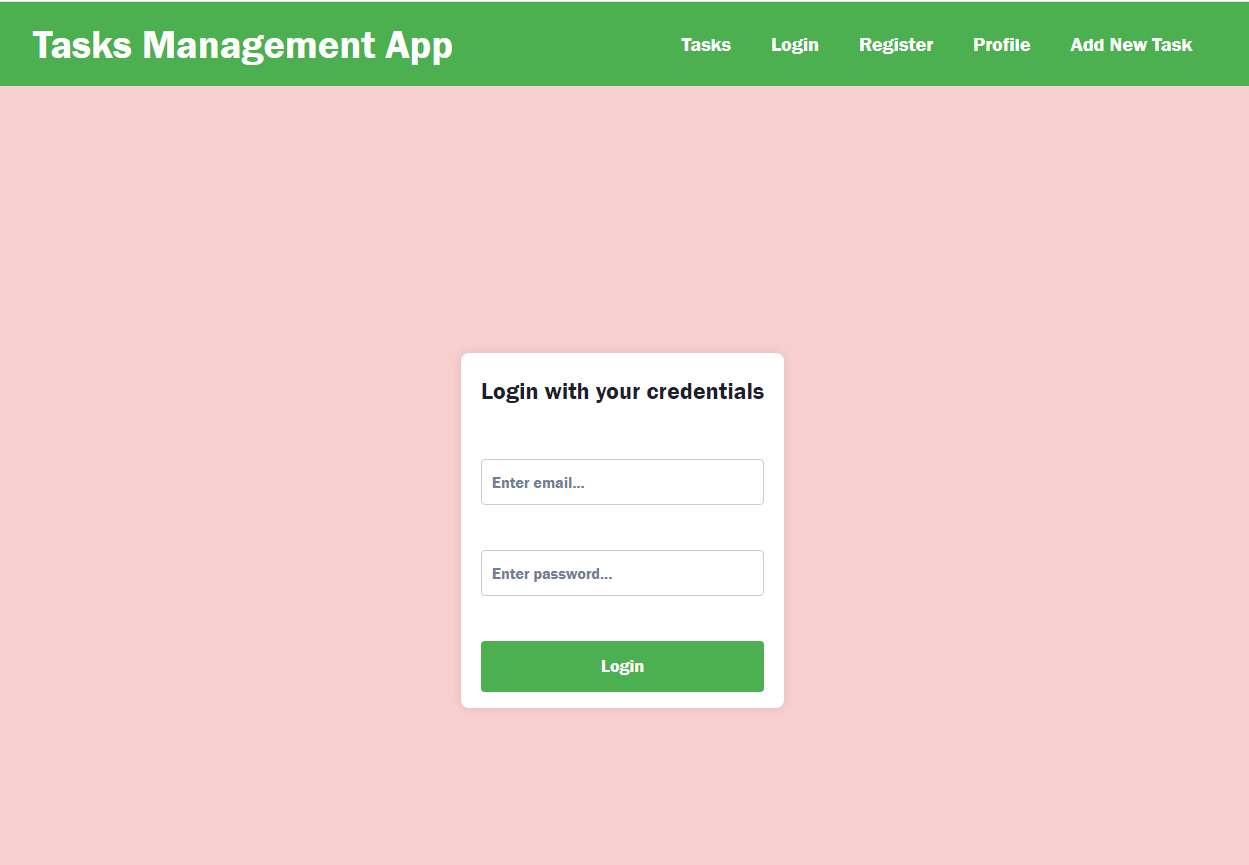 Tasks Management App
Tasks Login Register Profile Add New Task
Login with your credentials
Enter email...
Enter password...
Login